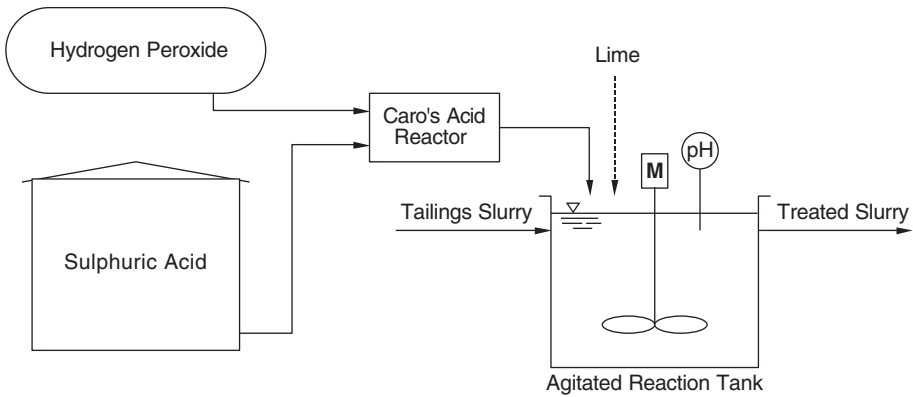 Hydrogen Peroxide
Lime
Caro's Acid
Reactor
M
pH
Tailings Slurry
Treated Slurry
Sulphuric Acid
Agitated Reaction Tank